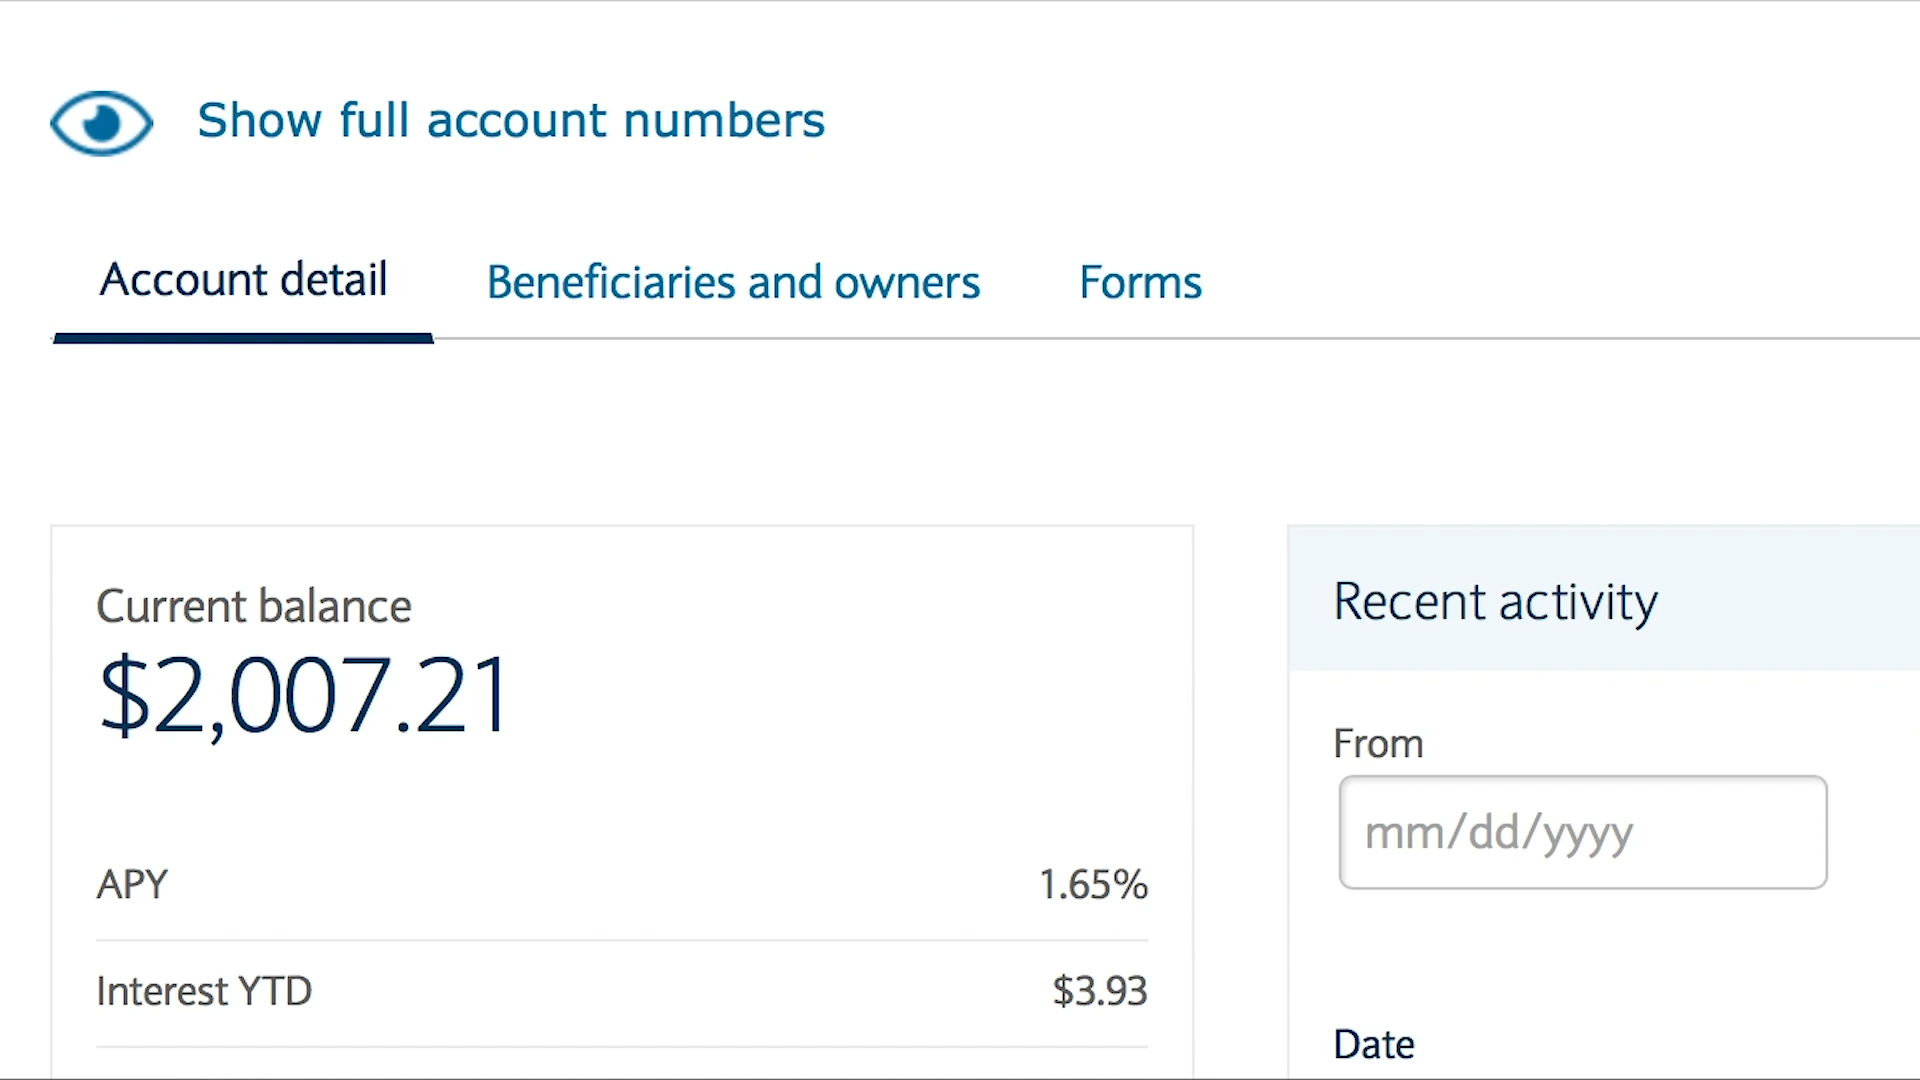 Show full account numbers
Account detail
Beneficiaries and owners
Forms
Current balance
$2,007.21
APY 1.65%
Interest YTD $3.93
Recent activity
From
mm/dd/yyyy
Date